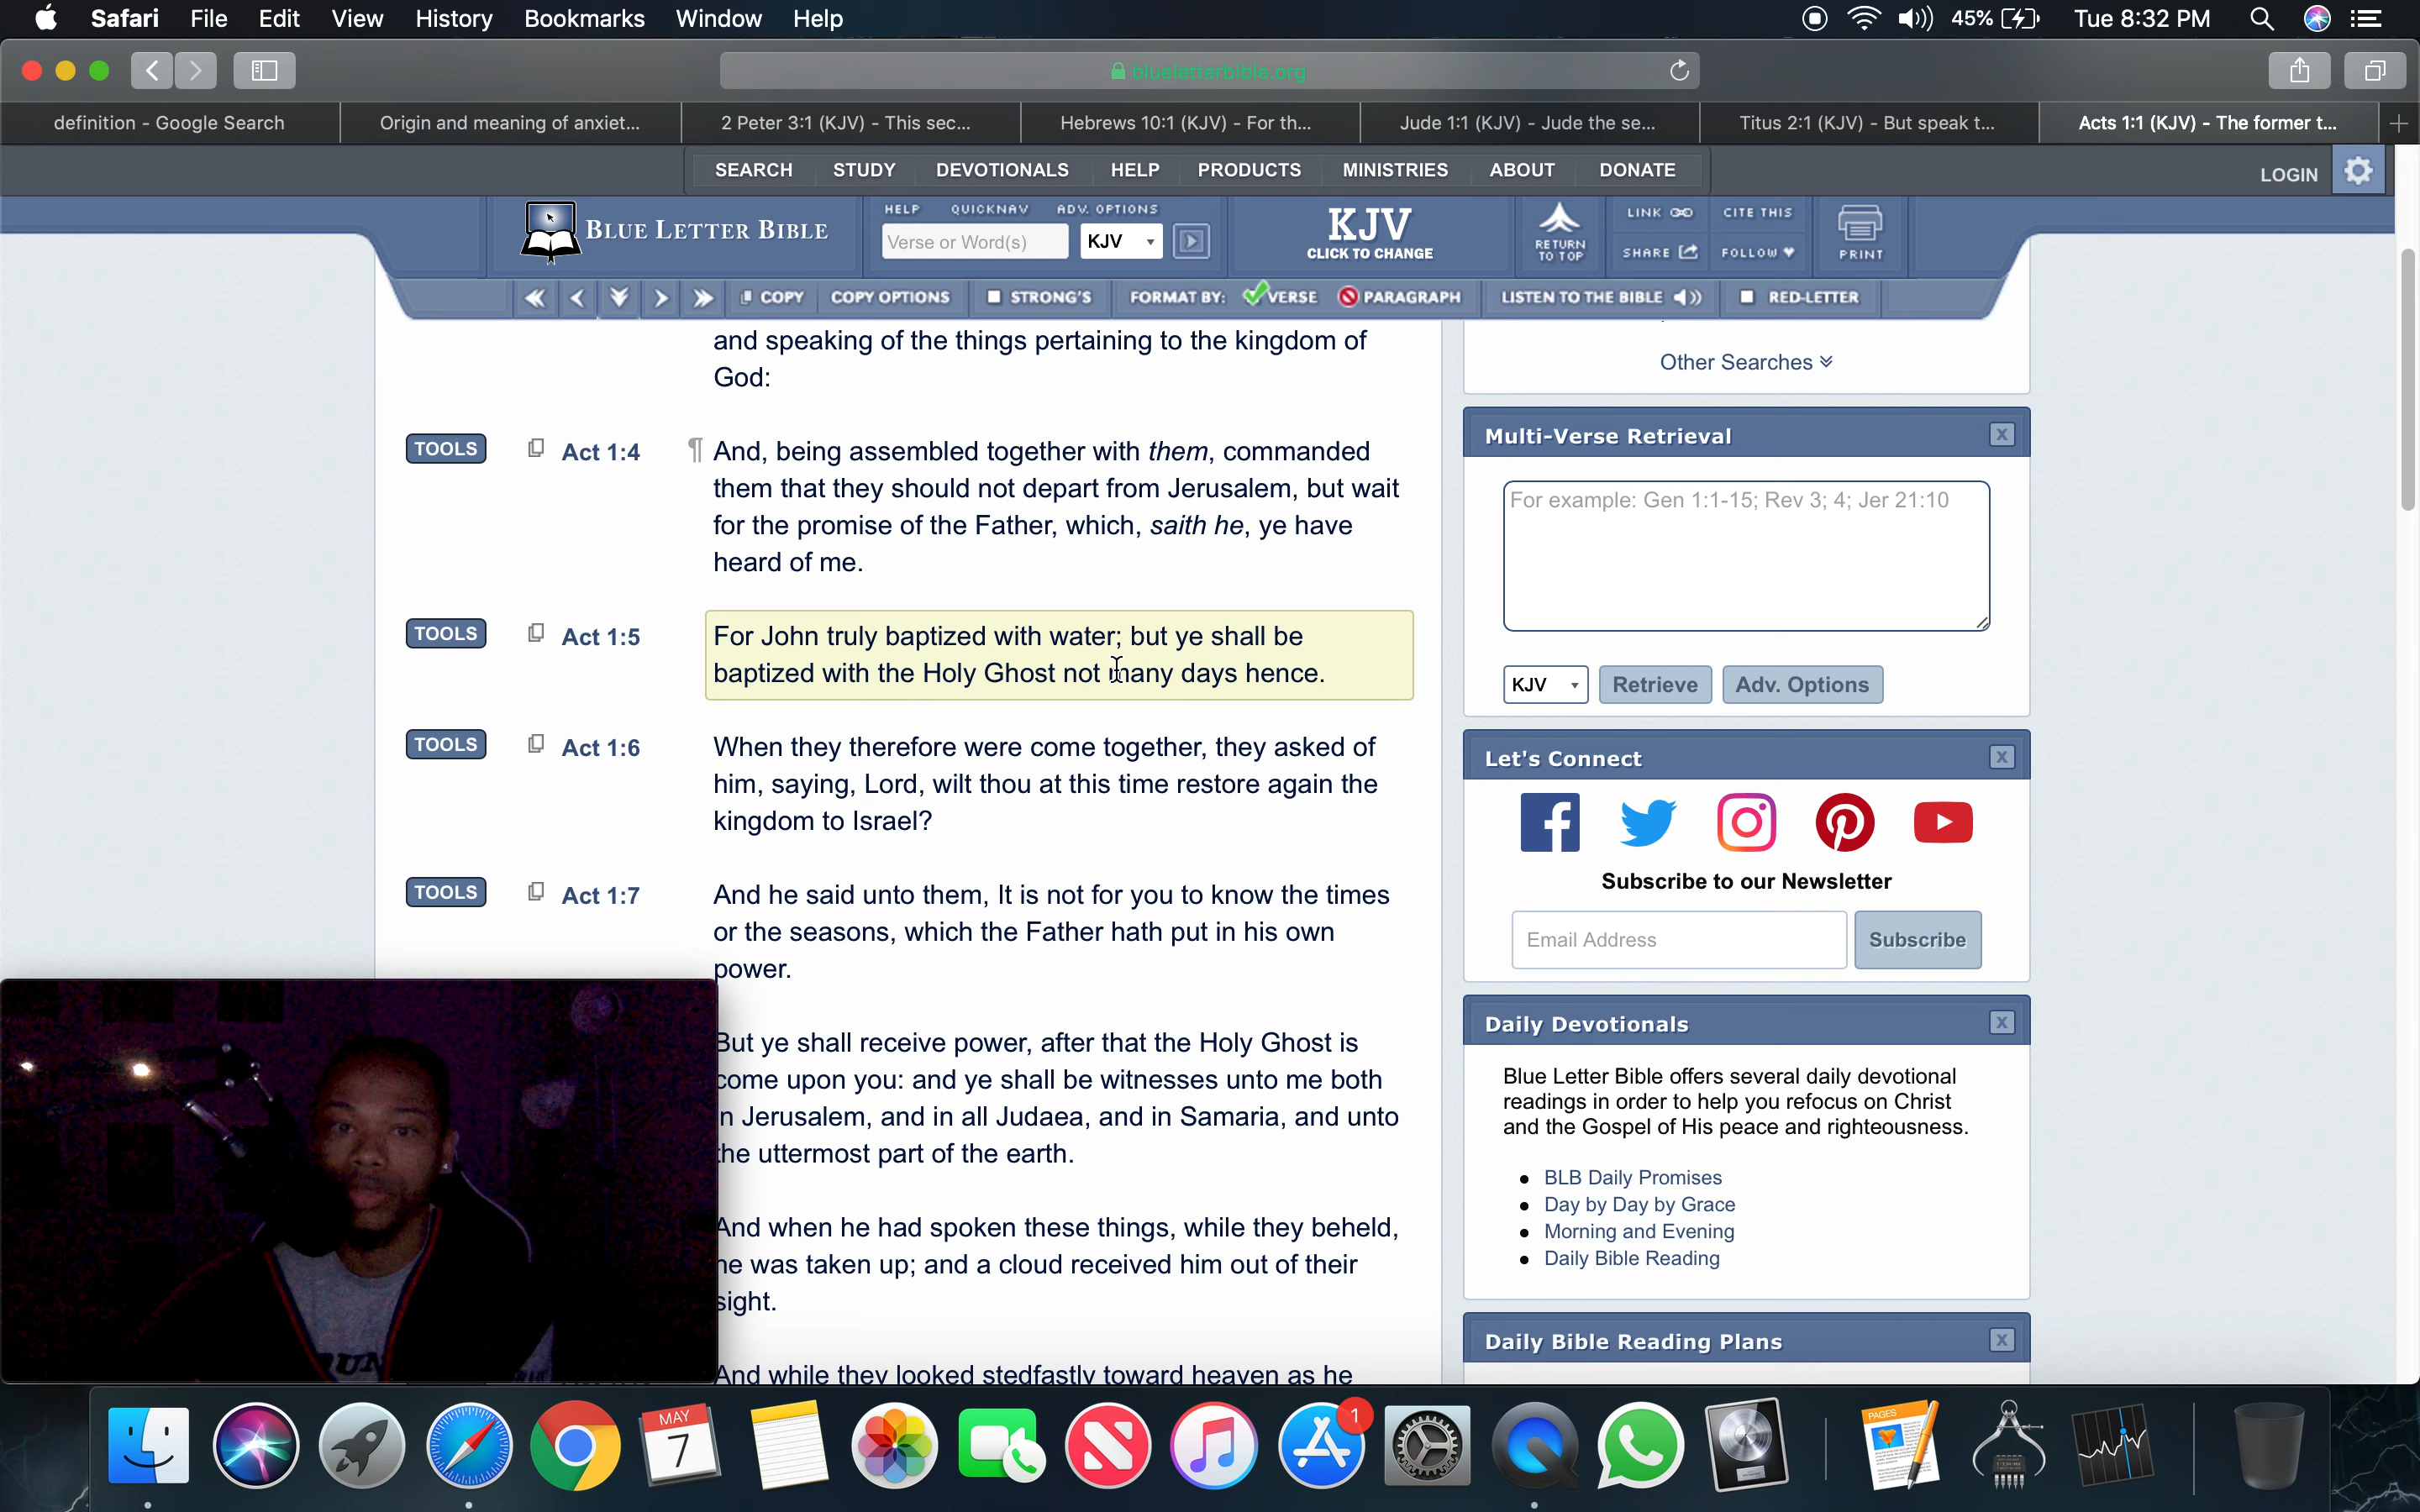 Safari File Edit View History Bookmarks Window Help 45% Tue 8:32 PM
blueletterbible.org
definition - Google Search Origin and meaning of anxiet... 2 Peter 3:1 (KJV) - This sec... Hebrews 10:1 (KJV) - For th... Jude 1:1 (KJV) - Jude the se... Titus 2:1 (KJV) - But speak t... Acts 1:1 (KJV) - The former t...
SEARCH STUDY DEVOTIONALS HELP PRODUCTS MINISTRIES ABOUT DONATE LOGIN
BLUE LETTER BIBLE
HELP QUICKNAV ADV. OPTIONS
Verse or Word(s) KJV
KJV
CLICK TO CHANGE
RETURN
TO TOP
LINK CITE THIS
SHARE FOLLOW
PRINT
COPY COPY OPTIONS STRONG'S FORMAT BY: VERSE PARAGRAPH LISTEN TO THE BIBLE RED-LETTER
and speaking of the things pertaining to the kingdom of
God:
TOOLS Act 1:4 ¶ And, being assembled together with them, commanded
them that they should not depart from Jerusalem, but wait
for the promise of the Father, which, saith he, ye have
heard of me.
TOOLS Act 1:5 For John truly baptized with water; but ye shall be
baptized with the Holy Ghost not many days hence.
TOOLS Act 1:6 When they therefore were come together, they asked of
him, saying, Lord, wilt thou at this time restore again the
kingdom to Israel?
TOOLS Act 1:7 And he said unto them, It is not for you to know the times
or the seasons, which the Father hath put in his own
power.
But ye shall receive power, after that the Holy Ghost is
come upon you: and ye shall be witnesses unto me both
in Jerusalem, and in all Judaea, and in Samaria, and unto
the uttermost part of the earth.
And when he had spoken these things, while they beheld,
he was taken up; and a cloud received him out of their
sight.
And while they looked stedfastly toward heaven as he
Other Searches
Multi-Verse Retrieval X
For example: Gen 1:1-15; Rev 3; 4; Jer 21:10
KJV Retrieve Adv. Options
Let's Connect X
Subscribe to our Newsletter
Email Address Subscribe
Daily Devotionals X
Blue Letter Bible offers several daily devotional
readings in order to help you refocus on Christ
and the Gospel of His peace and righteousness.
BLB Daily Promises
Day by Day by Grace
Morning and Evening
Daily Bible Reading
Daily Bible Reading Plans X
MAY
7
1
PAGES